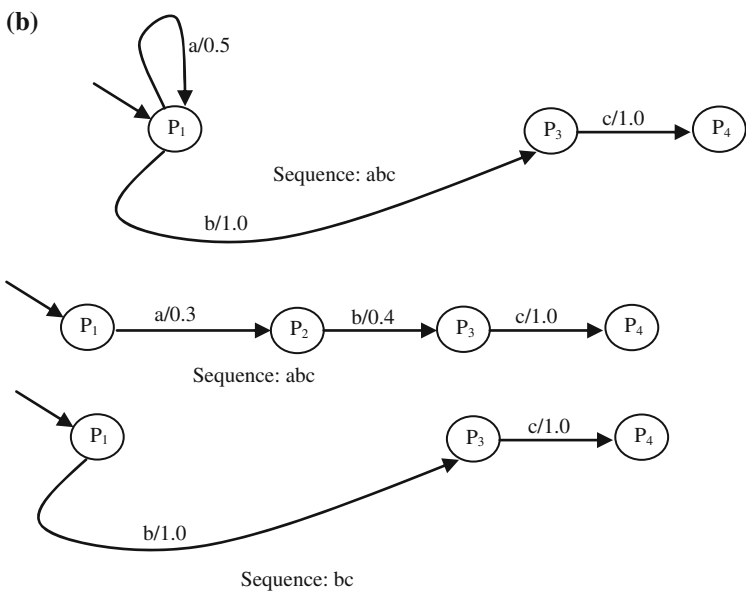 (b)
a/0.5
P₁
P₃
c/1.0
P₄
Sequence: abc
b/1.0
P₁
a/0.3
P₂
b/0.4
P₃
c/1.0
P₄
Sequence: abc
P₁
P₃
c/1.0
P₄
b/1.0
Sequence: bc